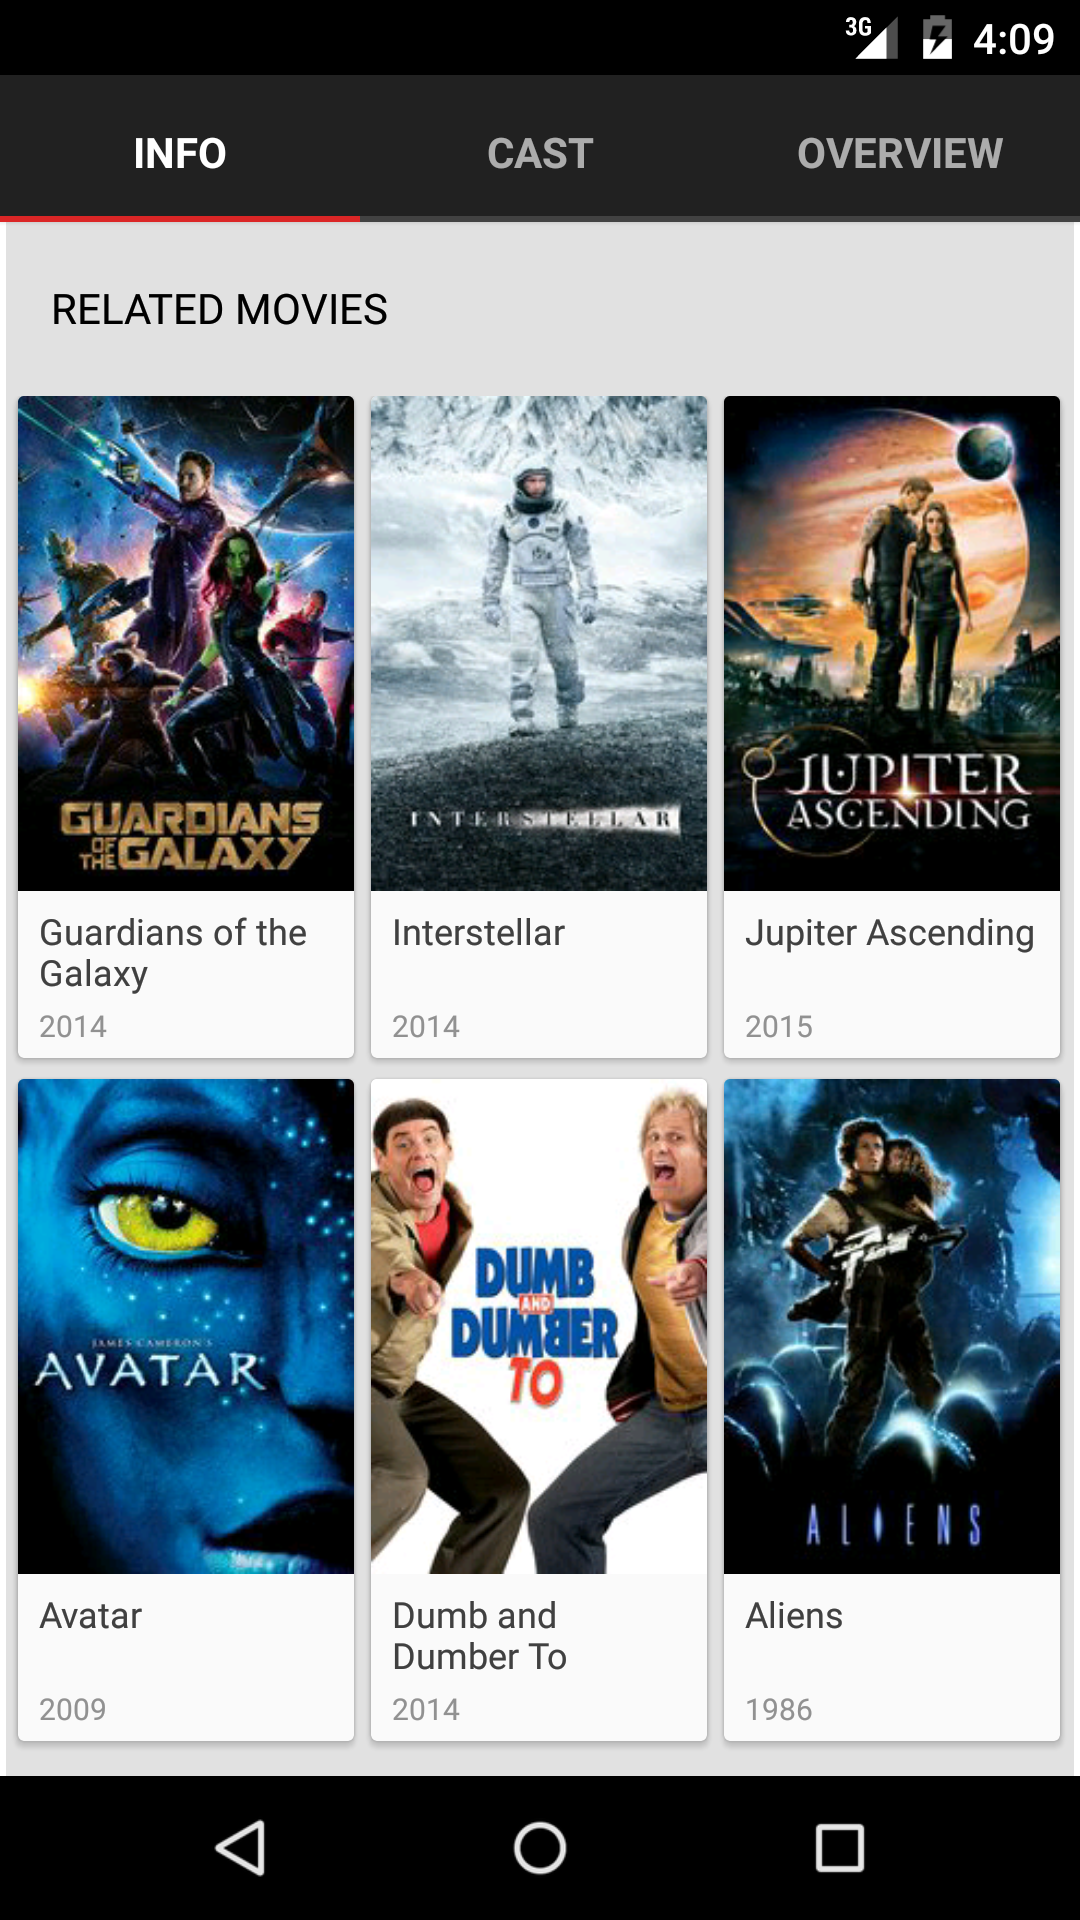 3G 4:09
INFO CAST OVERVIEW
RELATED MOVIES
GUARDIANS
OF THE GALAXY
INTERSTELLAR
JUPITER
ASCENDING
Guardians of the
Galaxy
2014
Interstellar
2014
Jupiter Ascending
2015
JAMES CAMERON'S
AVATAR
DUMB
AND
DUMBER
TO
ALIENS
Avatar
2009
Dumb and
Dumber To
2014
Aliens
1986